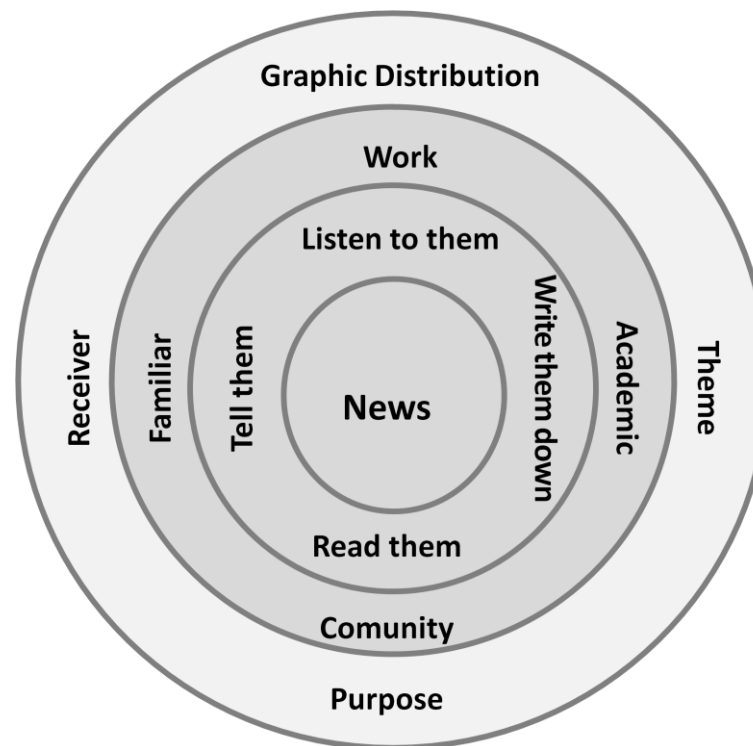 Graphic Distribution
Work
Listen to them
Receiver
Familiar
Tell them
News
Write them down
Academic
Theme
Read them
Comunity
Purpose